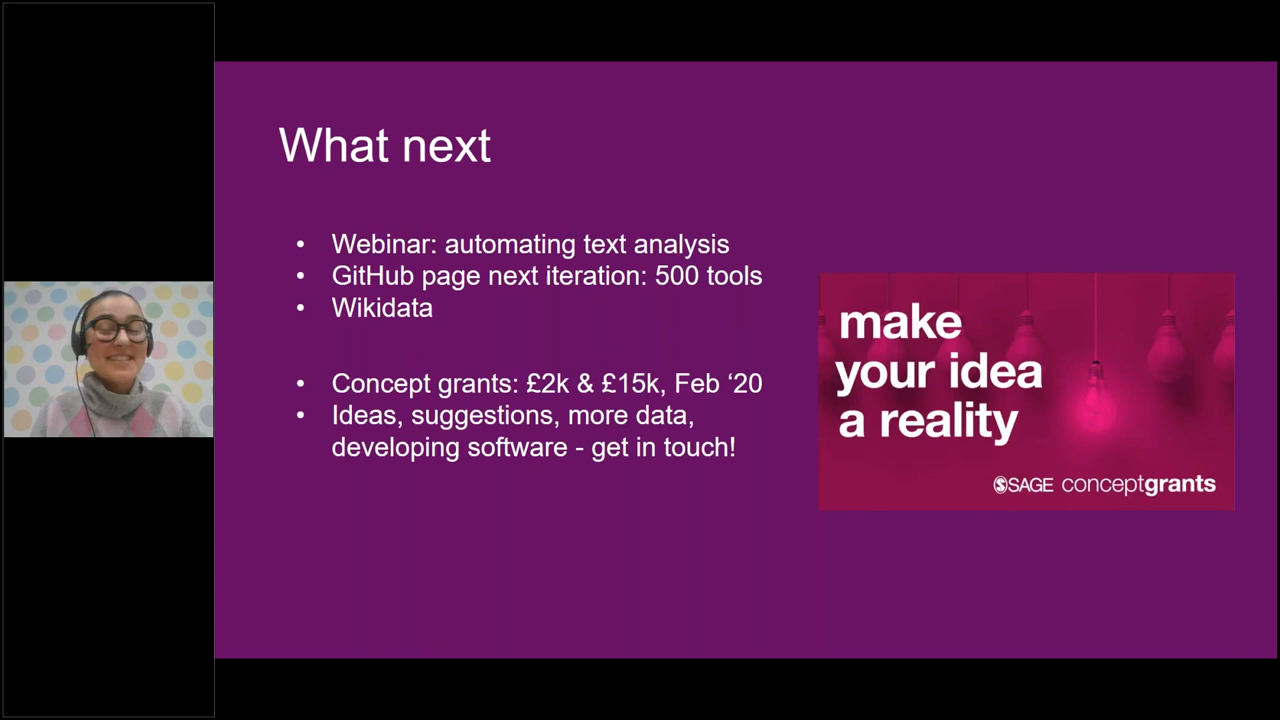 What next
• Webinar: automating text analysis
• GitHub page next iteration: 500 tools
• Wikidata
• Concept grants: £2k & £15k, Feb ‘20
• Ideas, suggestions, more data,
developing software - get in touch!
make
your idea
a reality
SAGE conceptgrants